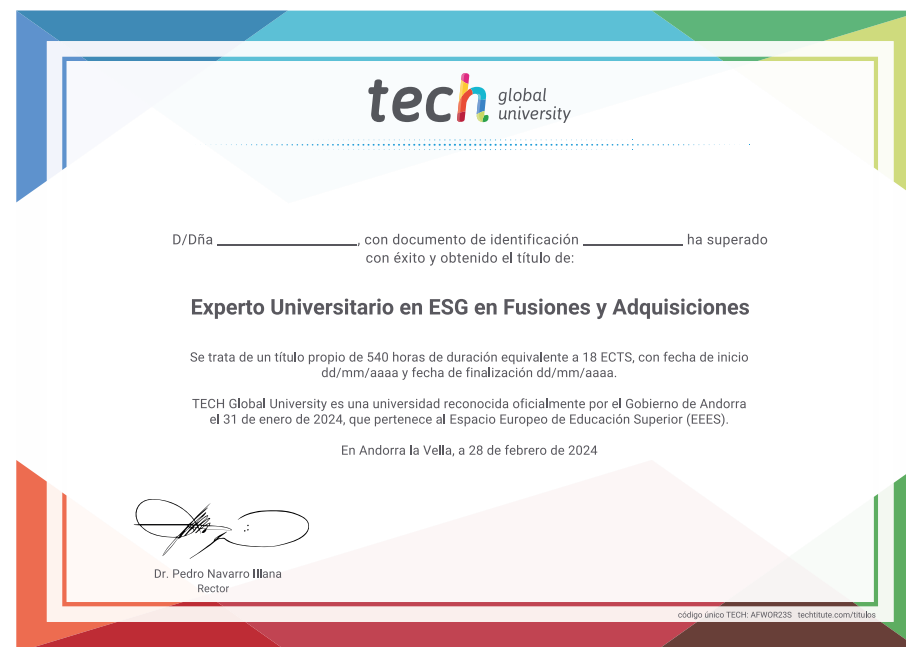 tech global university
D/Dña ____________________, con documento de identificación ______________ ha superado
con éxito y obtenido el título de:
Experto Universitario en ESG en Fusiones y Adquisiciones
Se trata de un título propio de 540 horas de duración equivalente a 18 ECTS, con fecha de inicio
dd/mm/aaaa y fecha de finalización dd/mm/aaaa.
TECH Global University es una universidad reconocida oficialmente por el Gobierno de Andorra
el 31 de enero de 2024, que pertenece al Espacio Europeo de Educación Superior (EEES).
En Andorra la Vella, a 28 de febrero de 2024
Dr. Pedro Navarro Illana
Rector
código único TECH: AFWOR23S techtitute.com/titulos